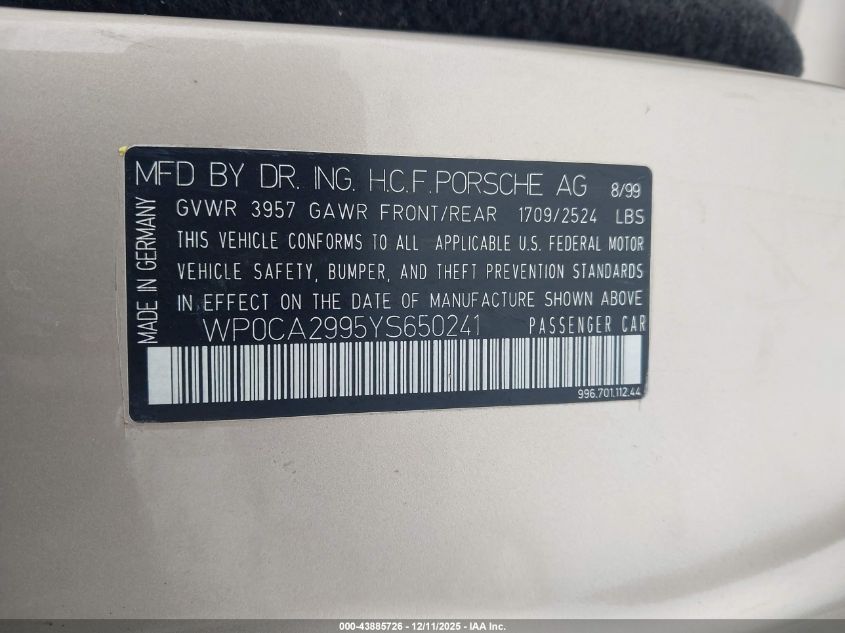 MFD BY DR. ING. H.C.F.PORSCHE AG 8/99
GVWR 3957 GAWR FRONT/REAR 1709/2524 LBS
THIS VEHICLE CONFORMS TO ALL APPLICABLE U.S. FEDERAL MOTOR
VEHICLE SAFETY, BUMPER, AND THEFT PREVENTION STANDARDS
IN EFFECT ON THE DATE OF MANUFACTURE SHOWN ABOVE
WP0CA2995YS650241 PASSENGER CAR
996.701.112.44
MADE IN GERMANY
000-43885726 - 12/11/2025 - IAA Inc.